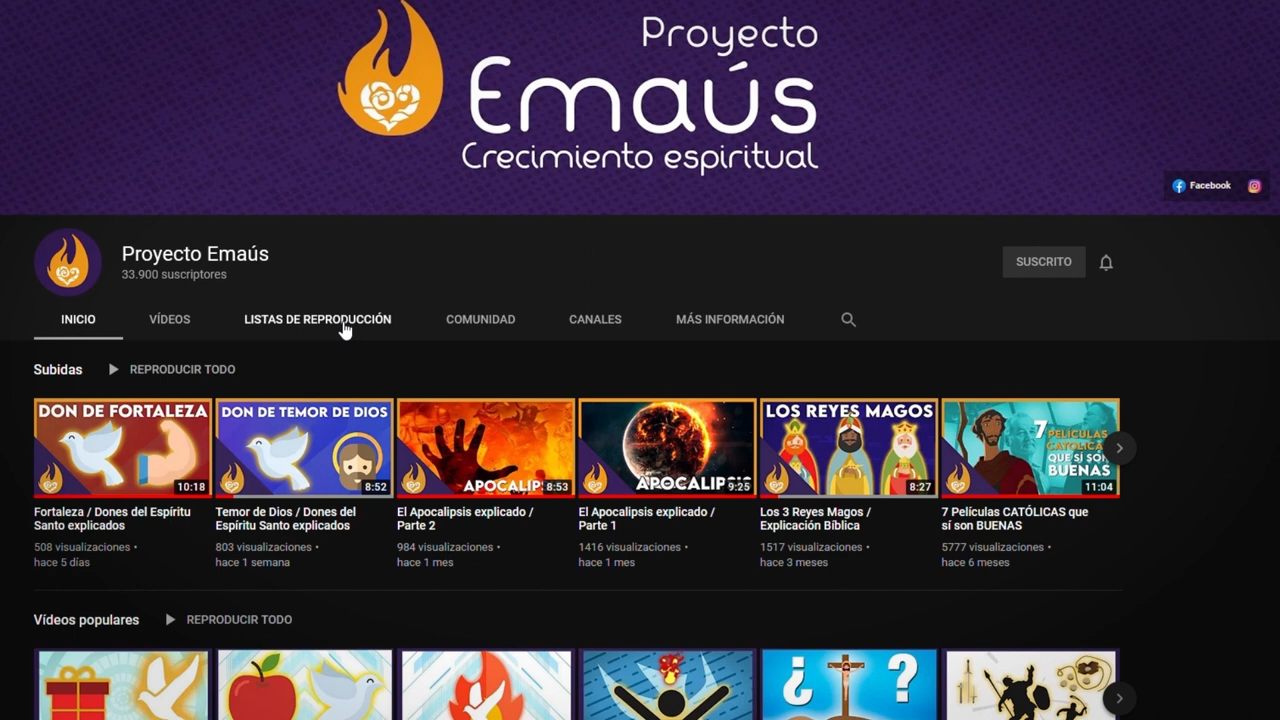 Proyecto
Emaús
Crecimiento espiritual
Facebook
Proyecto Emaús
33.900 suscriptores
SUSCRITO
INICIO
VÍDEOS
LISTAS DE REPRODUCCIÓN
COMUNIDAD
CANALES
MÁS INFORMACIÓN
Subidas
REPRODUCIR TODO
DON DE FORTALEZA
10:18
DON DE TEMOR DE DIOS
8:52
APOCALIPS
8:53
APOCALIPSIS
9:25
LOS REYES MAGOS
8:27
7 PELÍCULAS
CATÓLICAS
QUE SÍ SON
BUENAS
11:04
Fortaleza / Dones del Espíritu
Santo explicados
508 visualizaciones •
hace 5 días
Temor de Dios / Dones del
Espíritu Santo explicados
803 visualizaciones •
hace 1 semana
El Apocalipsis explicado /
Parte 2
984 visualizaciones •
hace 1 mes
El Apocalipsis explicado /
Parte 1
1416 visualizaciones •
hace 1 mes
Los 3 Reyes Magos /
Explicación Bíblica
1517 visualizaciones •
hace 3 meses
7 Películas CATÓLICAS que
sí son BUENAS
5777 visualizaciones •
hace 6 meses
Vídeos populares
REPRODUCIR TODO
¿ ?